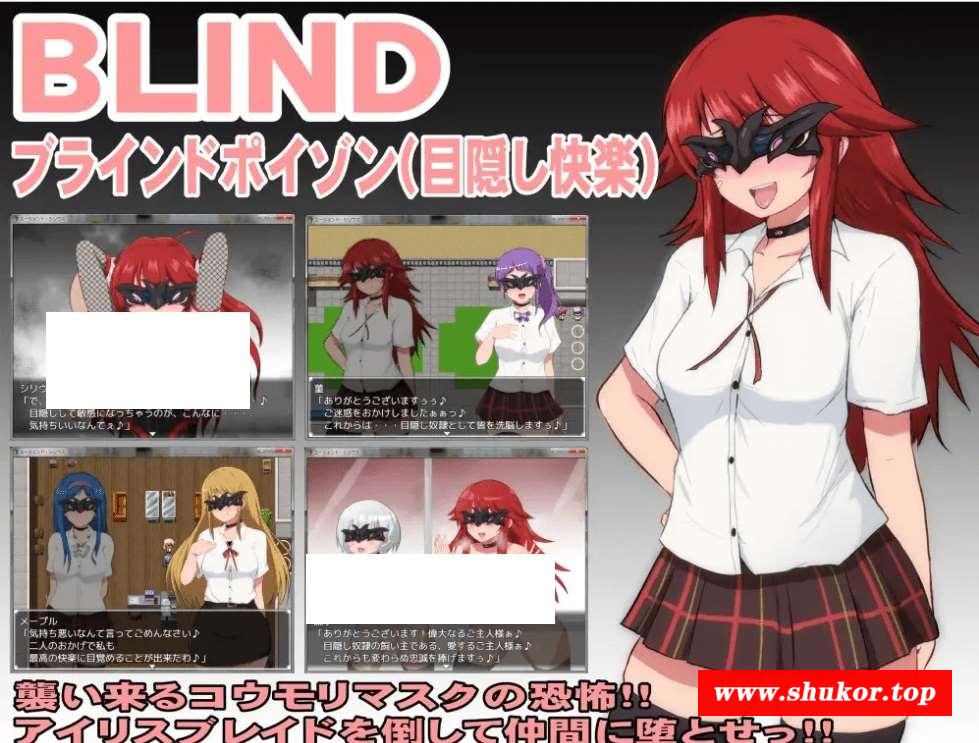 BLIND
ブラインドポイゾン(目隠し快楽)
シリウ
「で、
♪
目隠しして敏感になっちゃうのが、こんなに・・・
気持ちいいなんてぇ♪」
菫
「ありがとうございますぅぅ♪
ご迷惑をおかけしましたぁぁっ♪
これからは・・・目隠し奴隷として皆を洗脳しますぅ♪」
メープル
「気持ち悪いなんて言ってごめんなさい♪
二人のおかげで私も
最高の快楽に目覚めることが出来たわ♪」
「ありがとうございます!偉大なるご主人様ぁ♪
目隠し奴隷の飼い主である、愛するご主人様ぁ♪
これからも変わらぬ忠誠を捧げますぅ♪」
襲い来るコウモリマスクの恐怖!!
アイリスブレイドを倒して仲間に堕とせっ!!
www.shukor.top